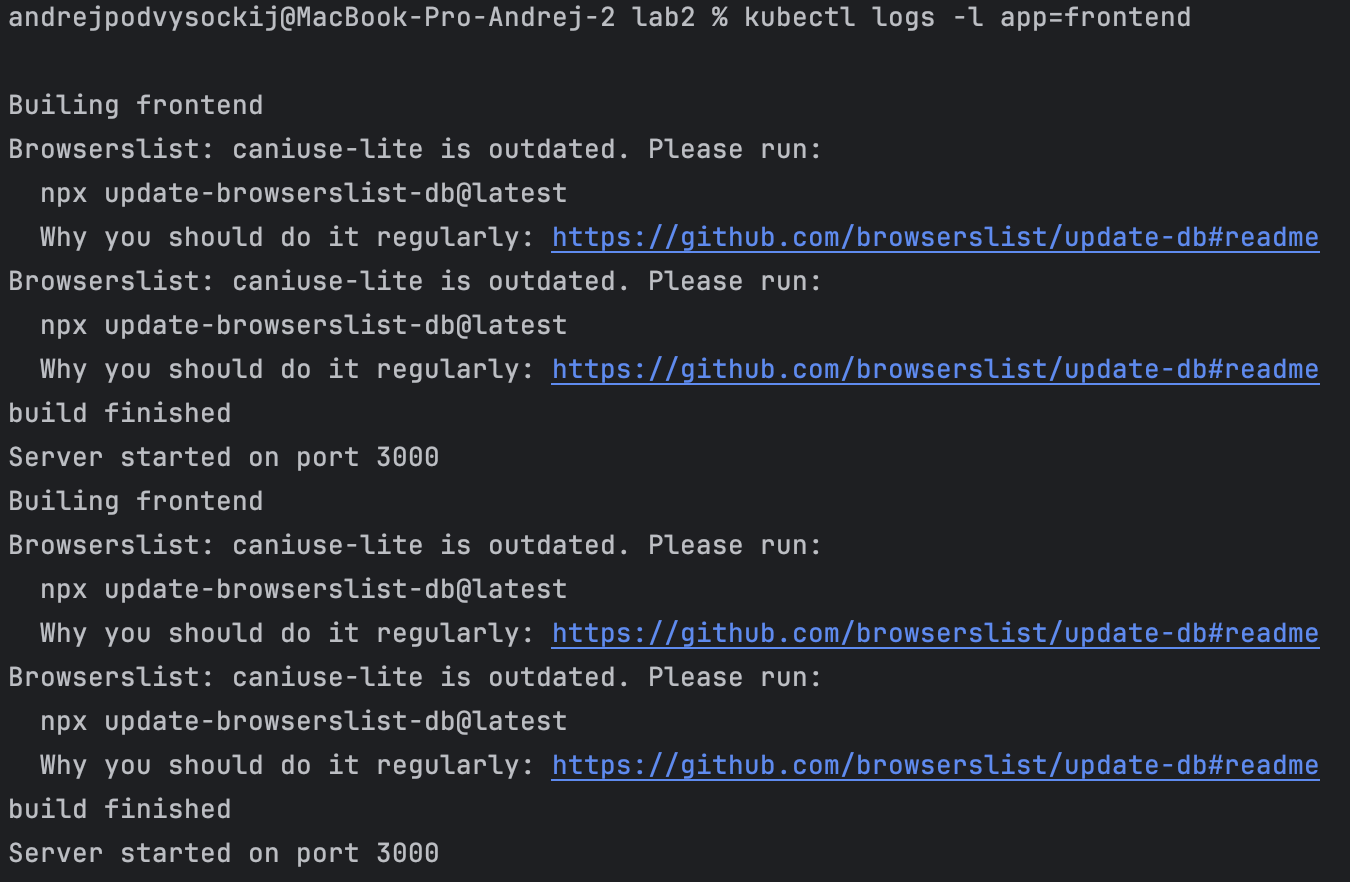 andrejpodvysockij@MacBook-Pro-Andrej-2 lab2 % kubectl logs -l app=frontend
Builing frontend
Browserslist: caniuse-lite is outdated. Please run:
  npx update-browserslist-db@latest
  Why you should do it regularly: https://github.com/browserslist/update-db#readme
Browserslist: caniuse-lite is outdated. Please run:
  npx update-browserslist-db@latest
  Why you should do it regularly: https://github.com/browserslist/update-db#readme
build finished
Server started on port 3000
Builing frontend
Browserslist: caniuse-lite is outdated. Please run:
  npx update-browserslist-db@latest
  Why you should do it regularly: https://github.com/browserslist/update-db#readme
Browserslist: caniuse-lite is outdated. Please run:
  npx update-browserslist-db@latest
  Why you should do it regularly: https://github.com/browserslist/update-db#readme
build finished
Server started on port 3000